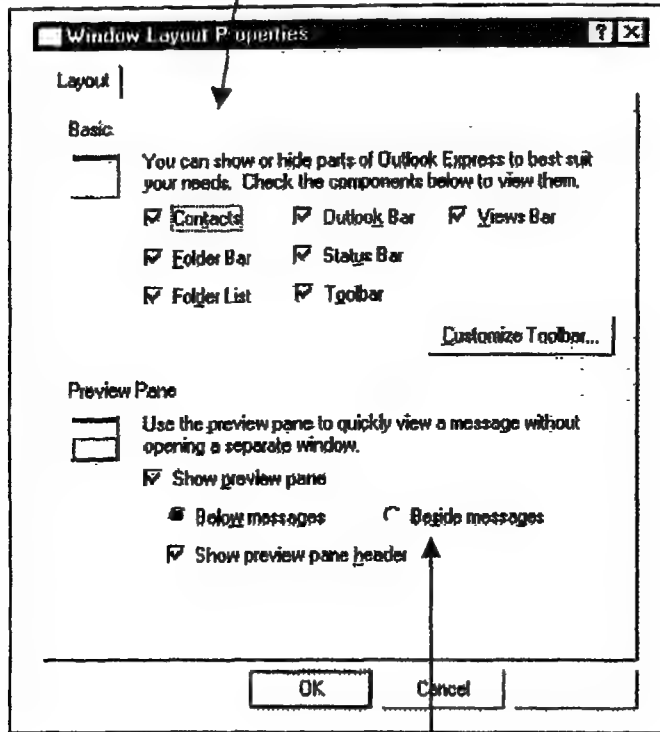 Window Layout Properties
Layout
Basic
You can show or hide parts of Outlook Express to best suit
your needs. Check the components below to view them.
Contacts Outlook Bar Views Bar
Folder Bar Status Bar
Folder List Toolbar
Customize Toolbar...
Preview Pane
Use the preview pane to quickly view a message without
opening a separate window.
Show preview pane
Below messages Beside messages
Show preview pane header
OK Cancel